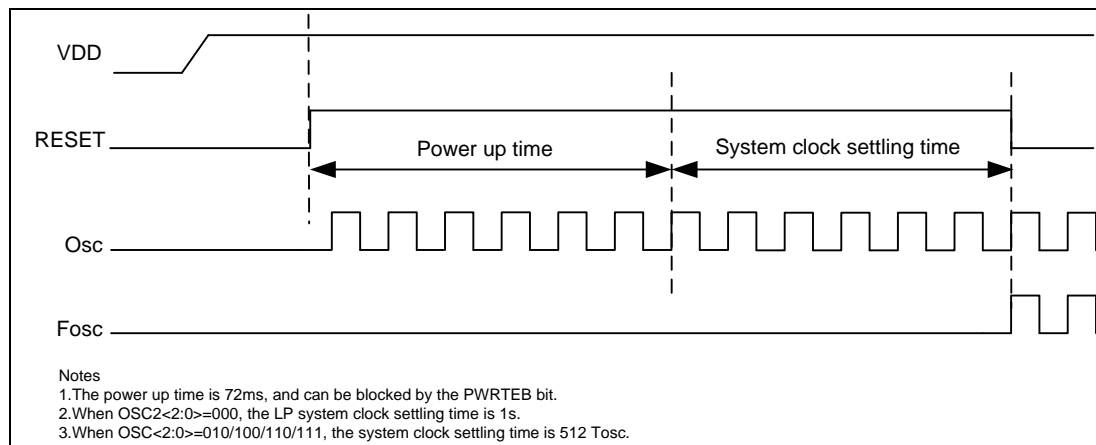 VDD
RESET
Power up time
System clock settling time
Osc
Fosc
Notes
1.The power up time is 72ms, and can be blocked by the PWRTEB bit.
2.When OSC2<2:0>=000, the LP system clock settling time is 1s.
3.When OSC<2:0>=010/100/110/111, the system clock settling time is 512 Tosc.